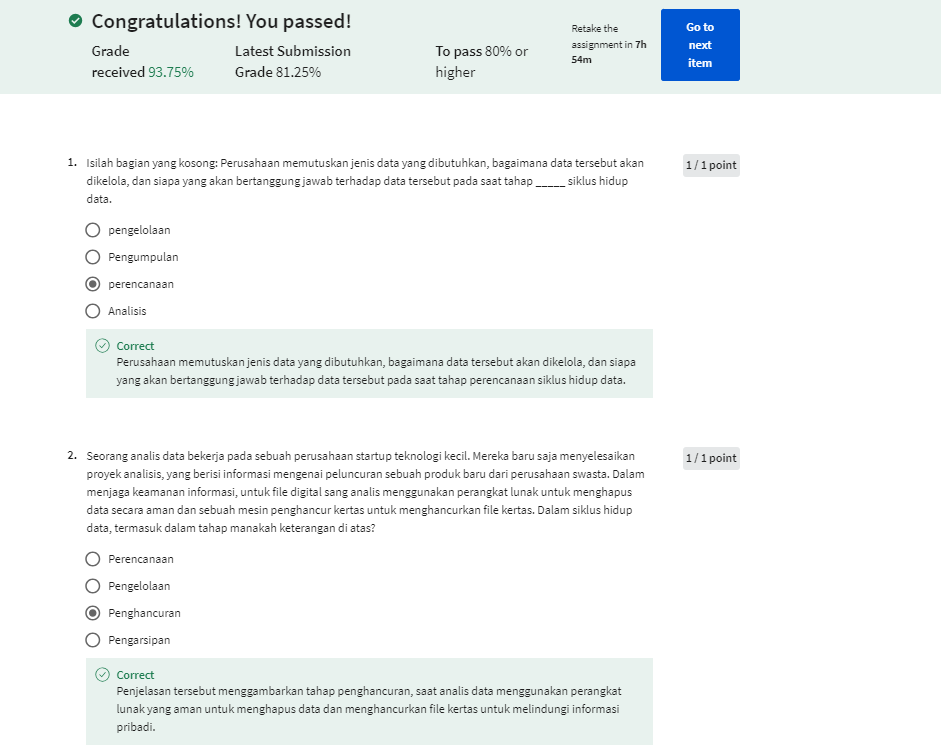 Congratulations! You passed!
Grade
received 93.75%
Latest Submission
Grade 81.25%
To pass 80% or
higher
Retake the
assignment in 7h
54m
Go to
next
item
1. Isilah bagian yang kosong: Perusahaan memutuskan jenis data yang dibutuhkan, bagaimana data tersebut akan
dikelola, dan siapa yang akan bertanggung jawab terhadap data tersebut pada saat tahap _____ siklus hidup
data.
1 / 1 point
pengelolaan
Pengumpulan
perencanaan
Analisis
Correct
Perusahaan memutuskan jenis data yang dibutuhkan, bagaimana data tersebut akan dikelola, dan siapa
yang akan bertanggung jawab terhadap data tersebut pada saat tahap perencanaan siklus hidup data.
2. Seorang analis data bekerja pada sebuah perusahaan startup teknologi kecil. Mereka baru saja menyelesaikan
proyek analisis, yang berisi informasi mengenai peluncuran sebuah produk baru dari perusahaan swasta. Dalam
menjaga keamanan informasi, untuk file digital sang analis menggunakan perangkat lunak untuk menghapus
data secara aman dan sebuah mesin penghancur kertas untuk menghancurkan file kertas. Dalam siklus hidup
data, termasuk dalam tahap manakah keterangan di atas?
1 / 1 point
Perencanaan
Pengelolaan
Penghancuran
Pengarsipan
Correct
Penjelasan tersebut menggambarkan tahap penghancuran, saat analis data menggunakan perangkat
lunak yang aman untuk menghapus data dan menghancurkan file kertas untuk melindungi informasi
pribadi.